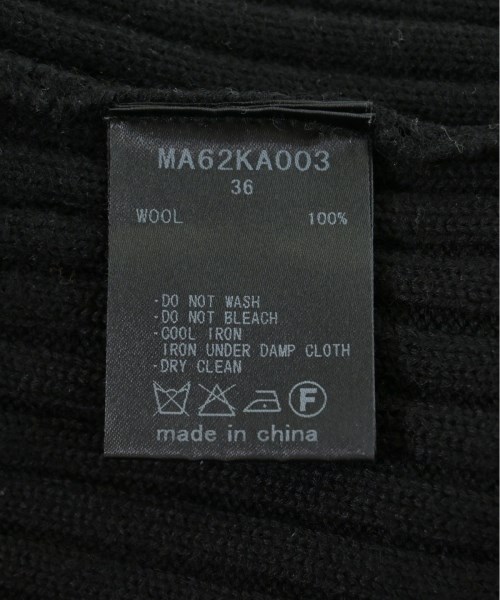 MA62KA003
36
WOOL 100%
-DO NOT WASH
-DO NOT BLEACH
-COOL IRON
IRON UNDER DAMP CLOTH
-DRY CLEAN
F
made in china